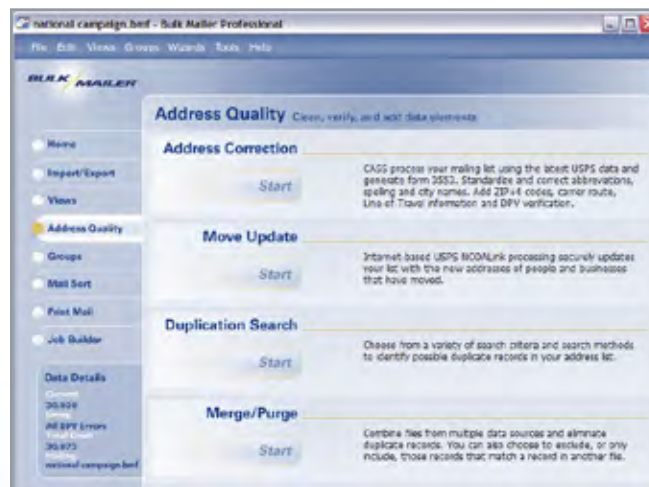 national campaign.bmf - Bulk Mailer Professional
File Edit Views Groups Wizards Tools Help
BULK MAILER
Address Quality Clean, verify, and add data elements
Home
Import/Export
Views
Address Quality
Groups
Mail Sort
Print Mail
Job Builder
Data Details
Current
30,028
All DPV Errors
30,075
national campaign.bmf
Address Correction
Start
CASS process your mailing list using the latest USPS data and
generate form 3553. Standardize and correct abbreviations,
spelling and city names. Add ZIP+4 codes, carrier route,
Line of Travel information and DPV verification.
Move Update
Start
Internet-based USPS NCOALink processing securely updates
your list with the new addresses of people and businesses
that have moved.
Duplication Search
Start
Choose from a variety of search criteria and search methods
to identify possible duplicate records in your address list.
Merge/Purge
Start
Combine files from multiple data sources and eliminate
duplicate records. You can also choose to exclude, or only
include, those records that match a record in another file.